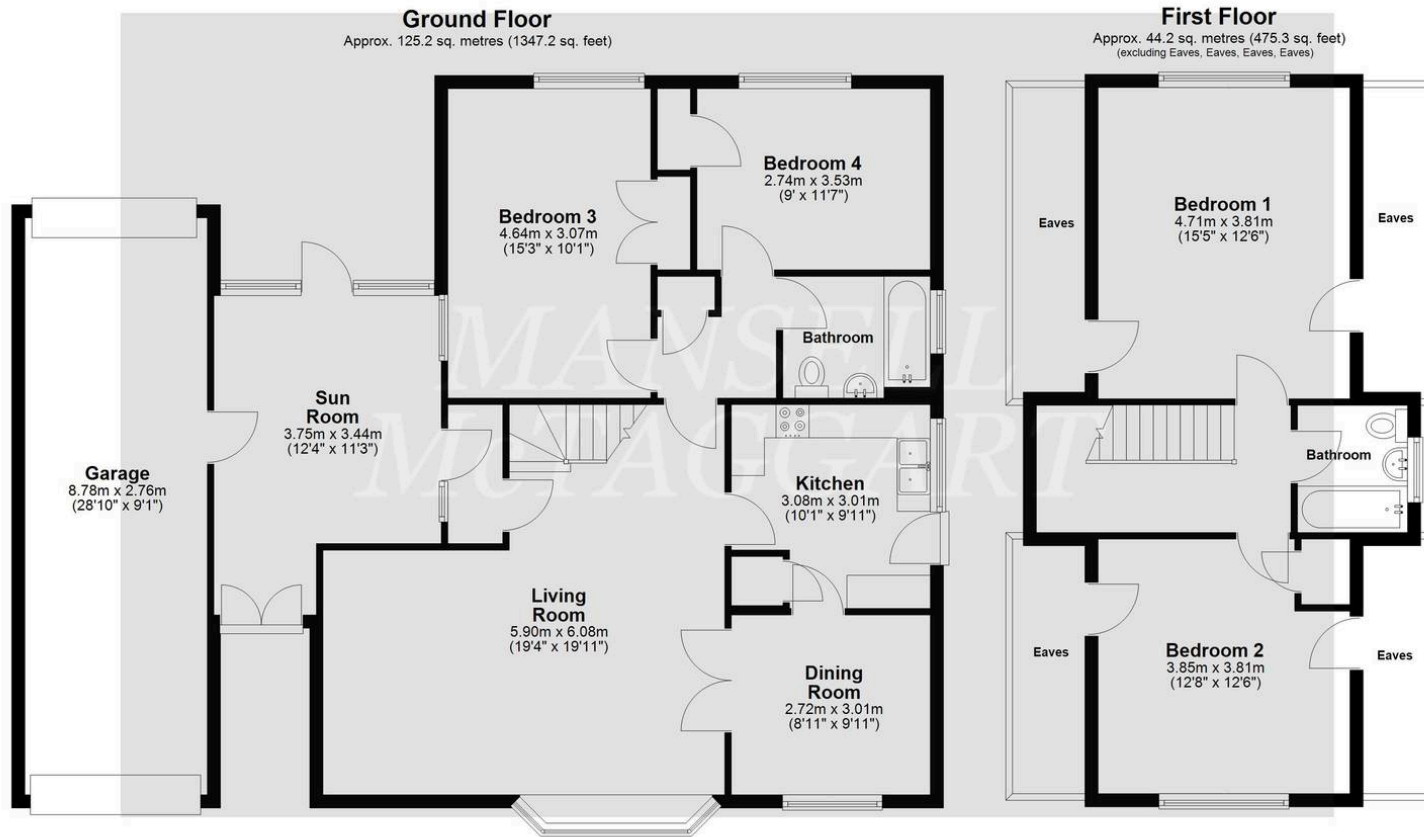 Ground Floor
Approx. 125.2 sq. metres (1347.2 sq. feet)
First Floor
Approx. 44.2 sq. metres (475.3 sq. feet)
(excluding Eaves, Eaves, Eaves, Eaves)
Bedroom 3
4.64m x 3.07m
(15'3" x 10'1")
Bedroom 4
2.74m x 3.53m
(9' x 11'7")
Bathroom
Sun
Room
3.75m x 3.44m
(12'4" x 11'3")
Garage
8.78m x 2.76m
(28'10" x 9'1")
Kitchen
3.08m x 3.01m
(10'1" x 9'11")
Living
Room
5.90m x 6.08m
(19'4" x 19'11")
Dining
Room
2.72m x 3.01m
(8'11" x 9'11")
Eaves
Bedroom 1
4.71m x 3.81m
(15'5" x 12'6")
Eaves
Bathroom
Eaves
Bedroom 2
3.85m x 3.81m
(12'8" x 12'6")
Eaves
MANSELL
McTAGGART